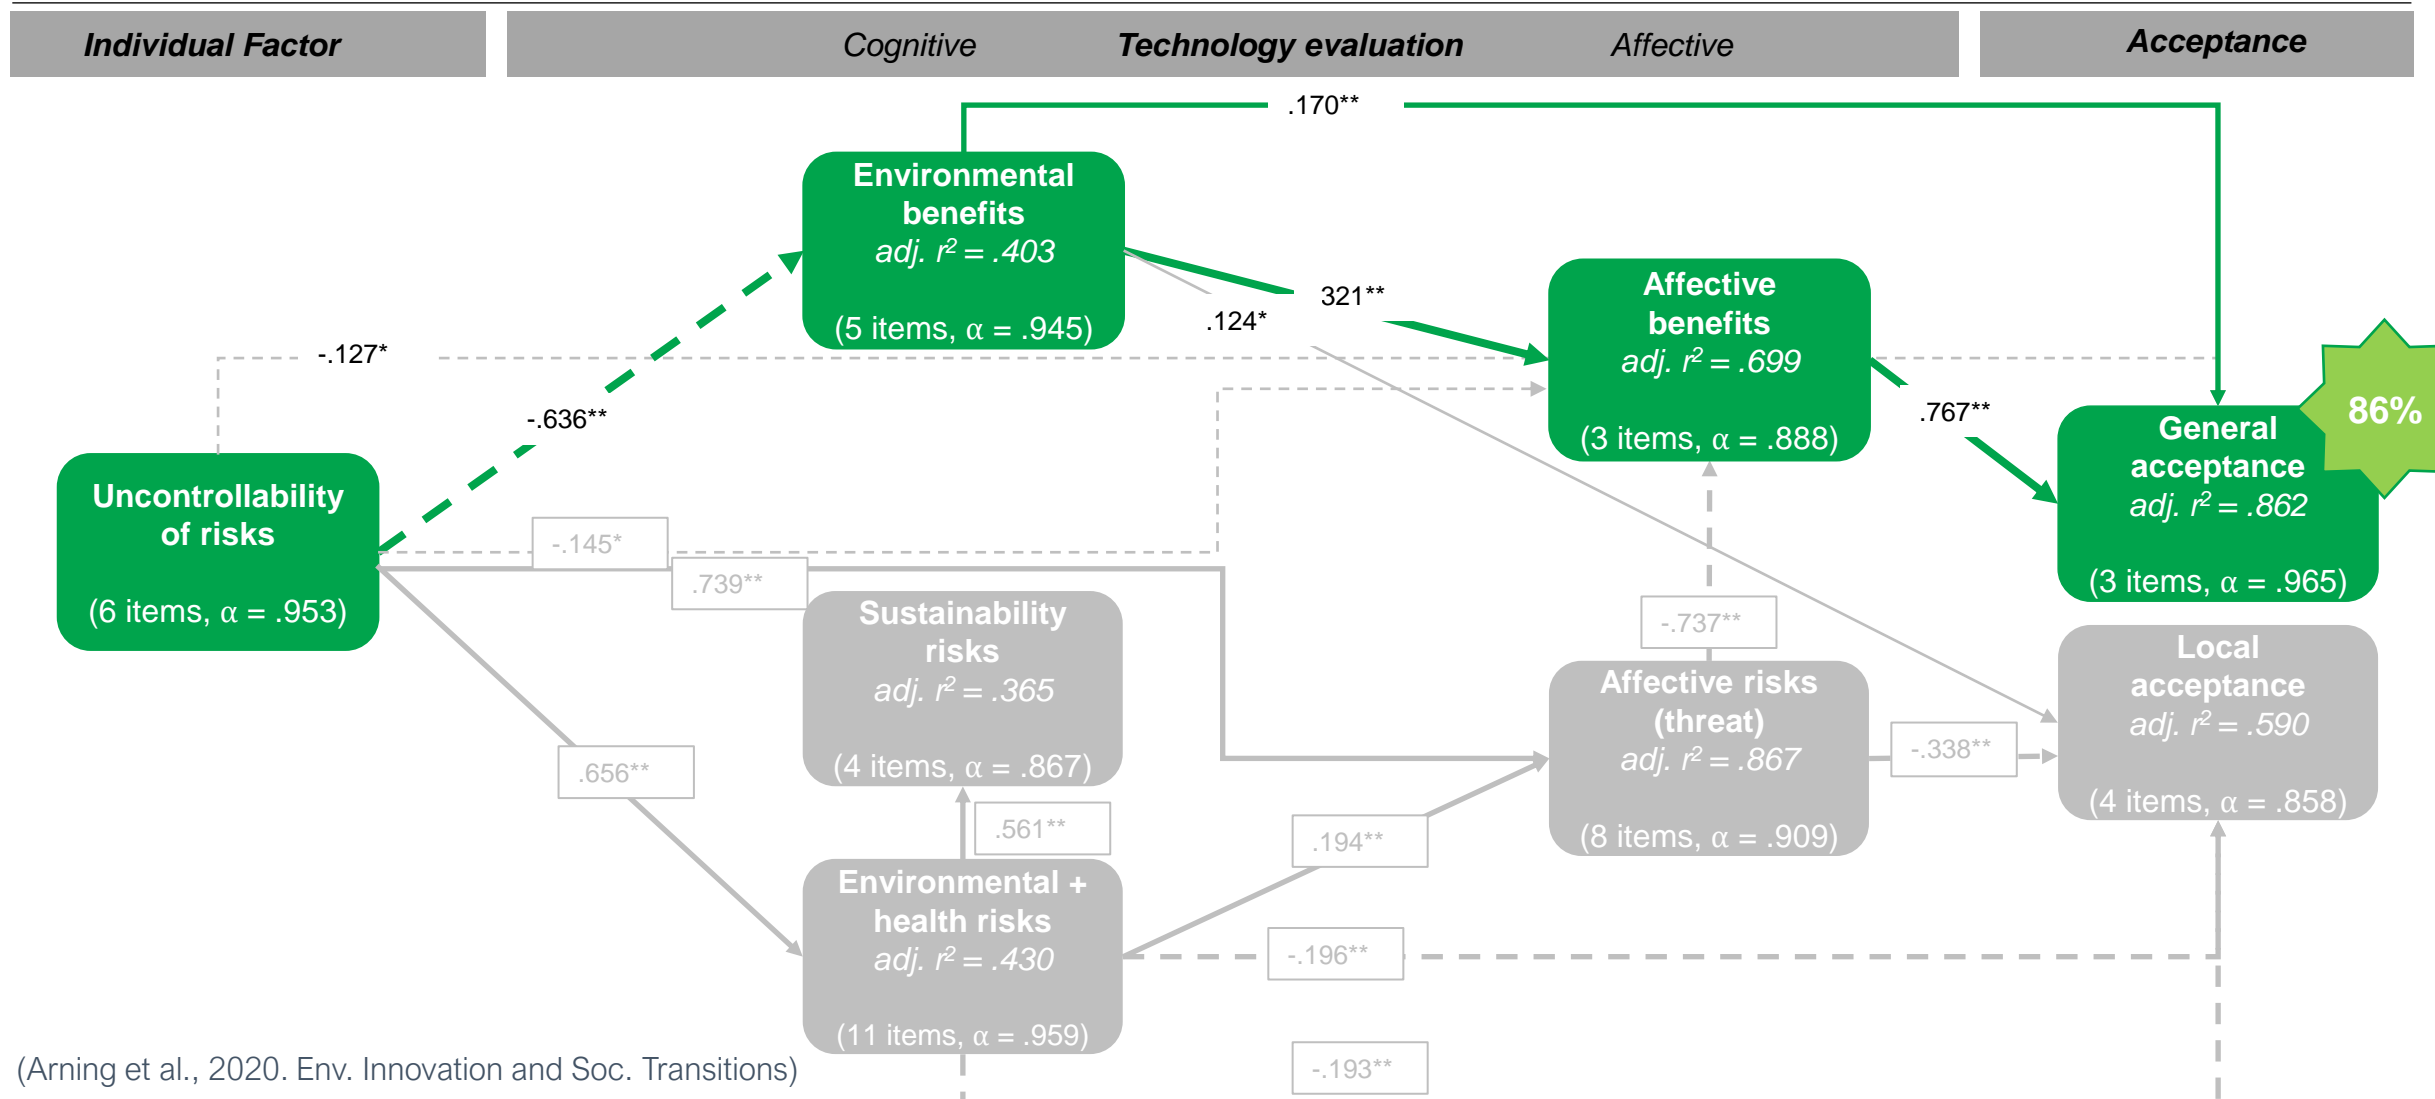 Individual Factor
Cognitive
Technology evaluation
Affective
Acceptance
.170**
Environmental
benefits
adj. r² = .403
(5 items, α = .945)
321**
.124*
Affective
benefits
adj. r² = .699
(3 items, α = .888)
-.127*
-.636**
.767**
86%
General
acceptance
adj. r² = .862
(3 items, α = .965)
Uncontrollability
of risks
(6 items, α = .953)
-.145*
.739**
Sustainability
risks
adj. r² = .365
(4 items, α = .867)
-.737**
Affective risks
(threat)
adj. r² = .867
(8 items, α = .909)
Local
acceptance
adj. r² = .590
(4 items, α = .858)
-.338**
.656**
.561**
.194**
Environmental +
health risks
adj. r² = .430
(11 items, α = .959)
-.196**
-.193**
(Arning et al., 2020. Env. Innovation and Soc. Transitions)